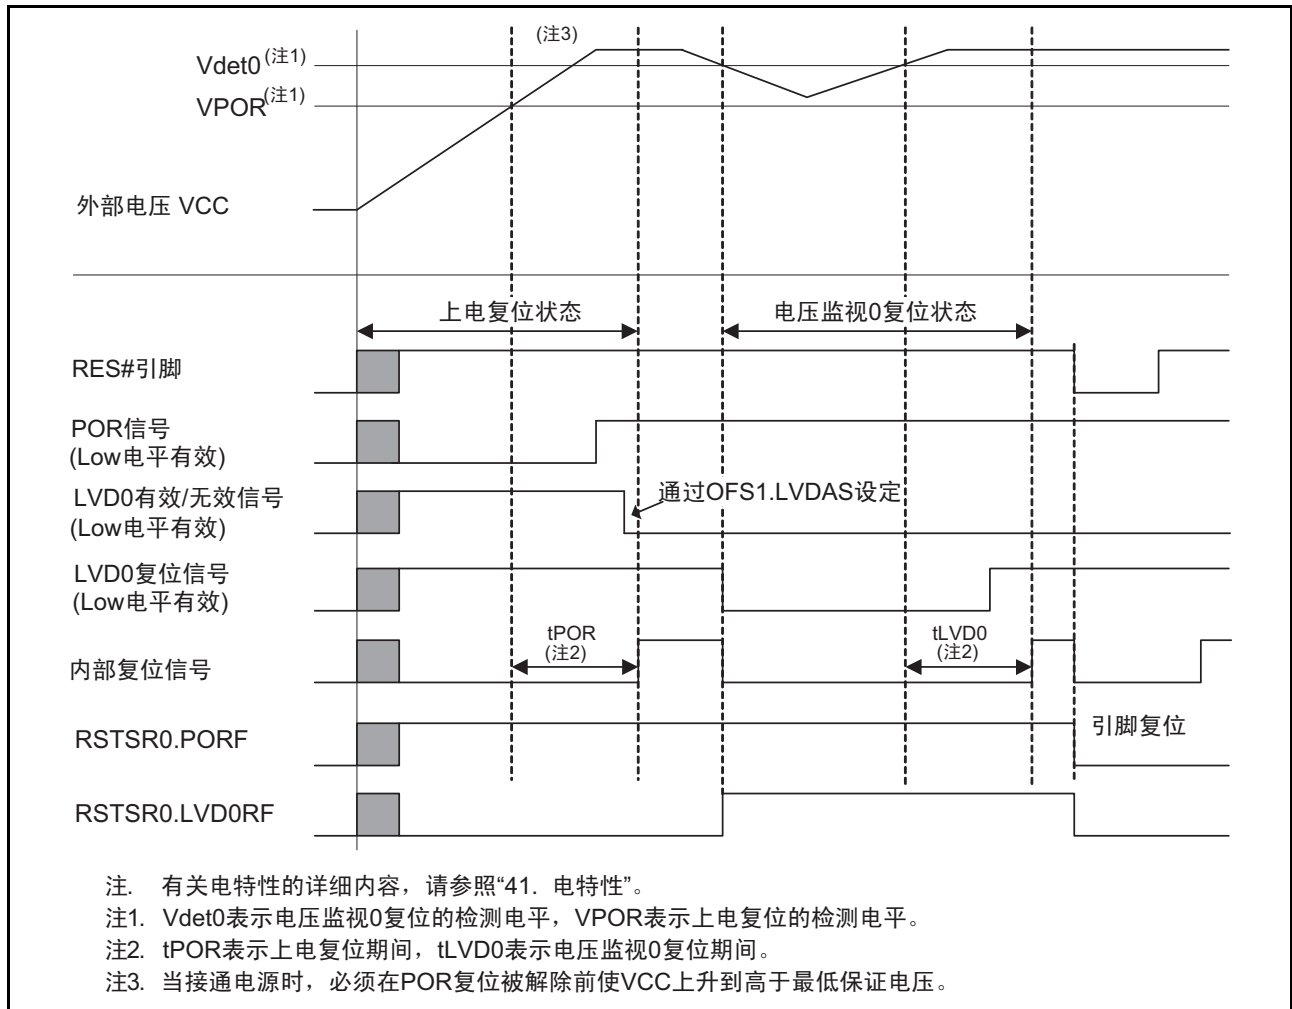 (注3)
Vdet0(注1)
VPOR(注1)
外部电压 VCC
上电复位状态
电压监视0复位状态
RES#引脚
POR信号
(Low电平有效)
LVD0有效/无效信号
(Low电平有效)
通过OFS1.LVDAS设定
LVD0复位信号
(Low电平有效)
tPOR
(注2)
tLVD0
(注2)
内部复位信号
RSTSR0.PORF
引脚复位
RSTSR0.LVD0RF
注. 有关电特性的详细内容，请参照“41. 电特性”。
注1. Vdet0表示电压监视0复位的检测电平，VPOR表示上电复位的检测电平。
注2. tPOR表示上电复位期间，tLVD0表示电压监视0复位期间。
注3. 当接通电源时，必须在POR复位被解除前使VCC上升到高于最低保证电压。